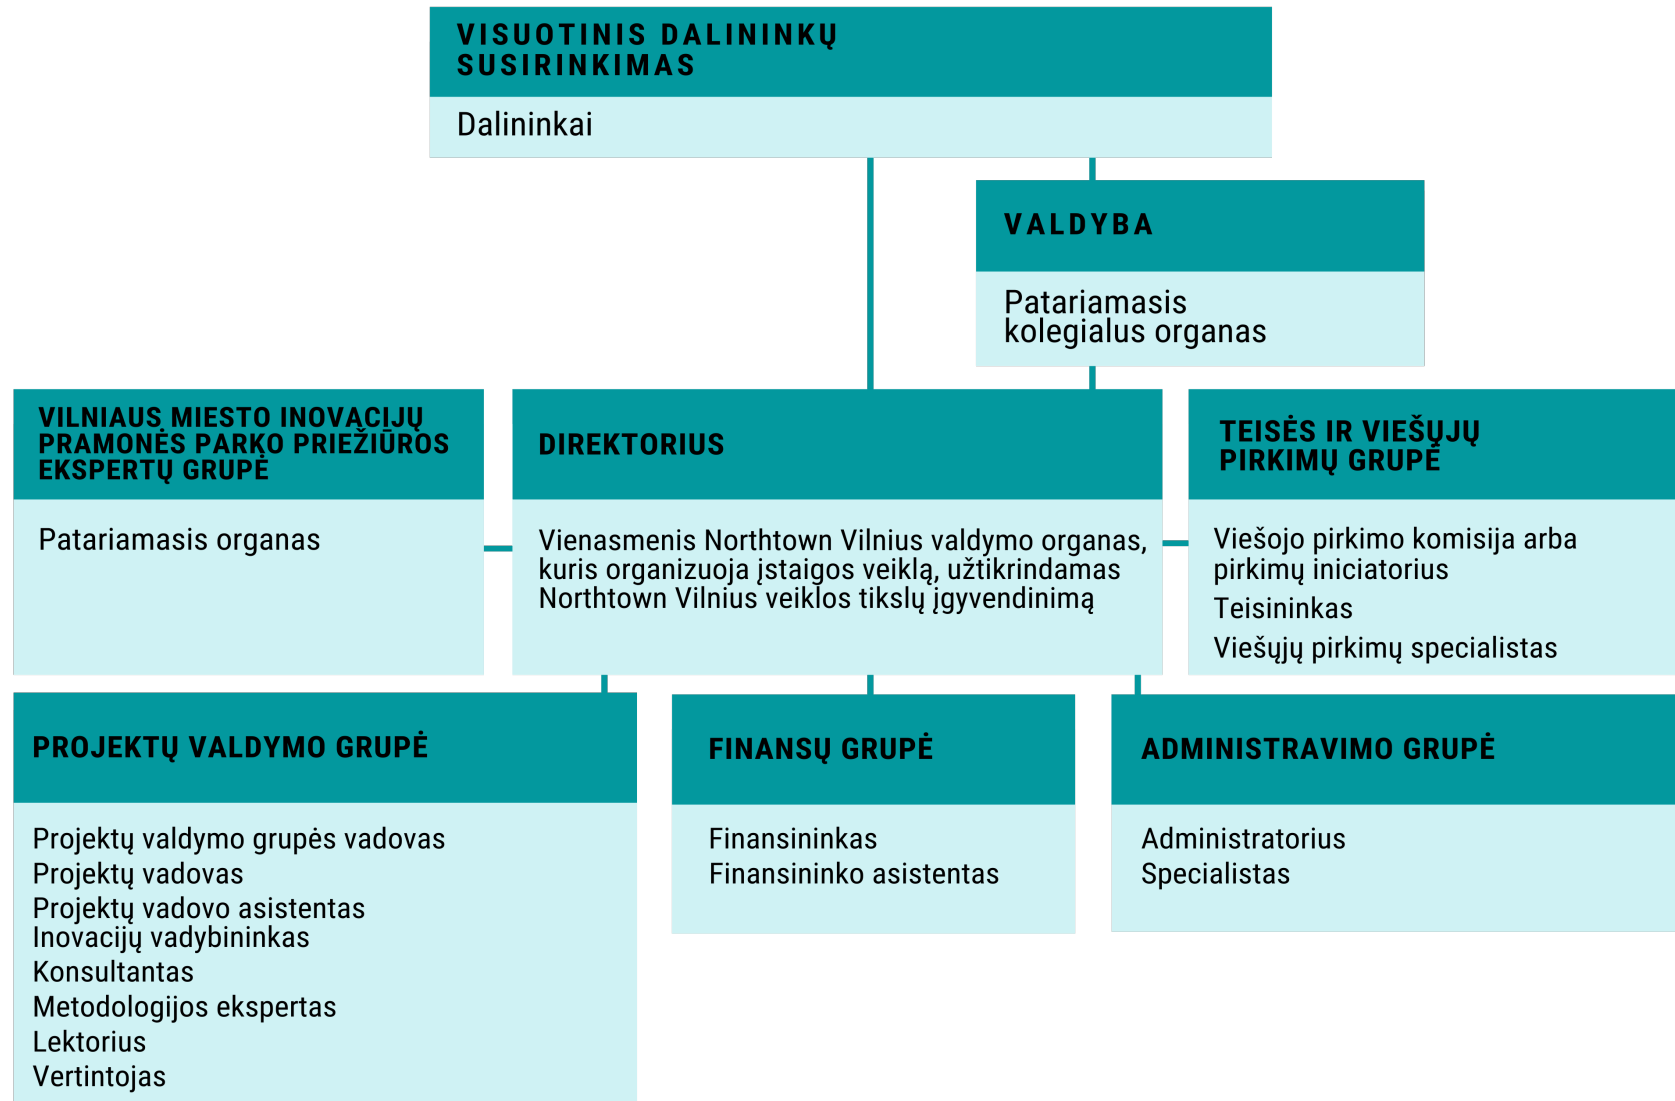 VISUOTINIS DALININKŲ
SUSIRINKIMAS
Dalininkai
VALDYBA
Patariamasis
kolegialus organas
VILNIAUS MIESTO INOVACIJŲ
PRAMONĖS PARKO PRIEŽIŪROS
EKSPERTŲ GRUPĖ
Patariamasis organas
DIREKTORIUS
Vienasmenis Northtown Vilnius valdymo organas,
kuris organizuoja įstaigos veiklą, užtikrindamas
Northtown Vilnius veiklos tikslų įgyvendinimą
TEISĖS IR VIEŠŲJŲ
PIRKIMŲ GRUPĖ
Viešojo pirkimo komisija arba
pirkimų iniciatorius
Teisininkas
Viešųjų pirkimų specialistas
PROJEKTŲ VALDYMO GRUPĖ
Projektų valdymo grupės vadovas
Projektų vadovas
Projektų vadovo asistentas
Inovacijų vadybininkas
Konsultantas
Metodologijos ekspertas
Lektorius
Vertintojas
FINANSŲ GRUPĖ
Finansininkas
Finansininko asistentas
ADMINISTRAVIMO GRUPĖ
Administratorius
Specialistas